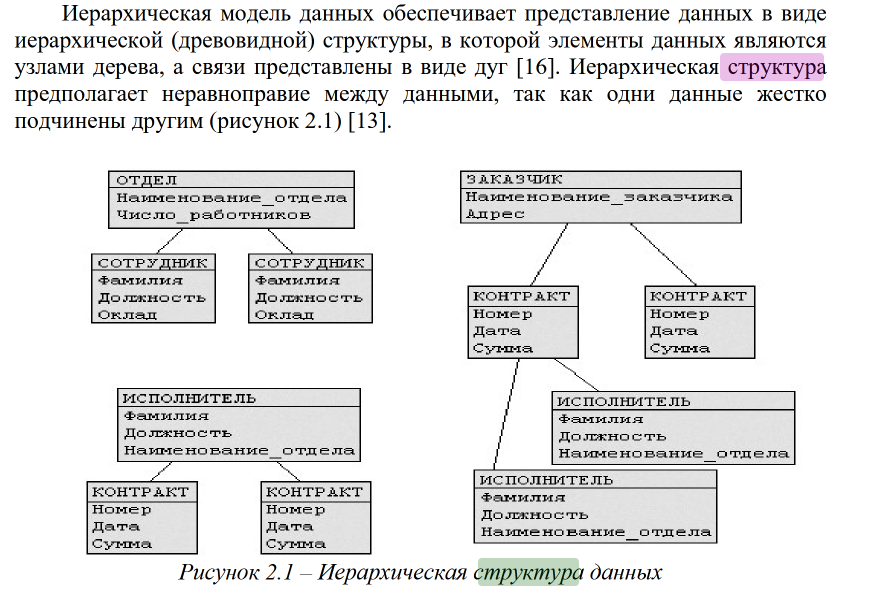 Иерархическая модель данных обеспечивает представление данных в виде
иерархической (древовидной) структуры, в которой элементы данных являются
узлами дерева, а связи представлены в виде дуг [16]. Иерархическая структура
предполагает неравноправие между данными, так как одни данные жестко
подчинены другим (рисунок 2.1) [13].
ОТДЕЛ
Наименование_отдела
Число_работников
СОТРУДНИК
Фамилия
Должность
Оклад
СОТРУДНИК
Фамилия
Должность
Оклад
ЗАКАЗЧИК
Наименование_заказчика
Адрес
КОНТРАКТ
Номер
Дата
Сумма
КОНТРАКТ
Номер
Дата
Сумма
ИСПОЛНИТЕЛЬ
Фамилия
Должность
Наименование_отдела
ИСПОЛНИТЕЛЬ
Фамилия
Должность
Наименование_отдела
ИСПОЛНИТЕЛЬ
Фамилия
Должность
Наименование_отдела
КОНТРАКТ
Номер
Дата
Сумма
КОНТРАКТ
Номер
Дата
Сумма
Рисунок 2.1 – Иерархическая структура данных